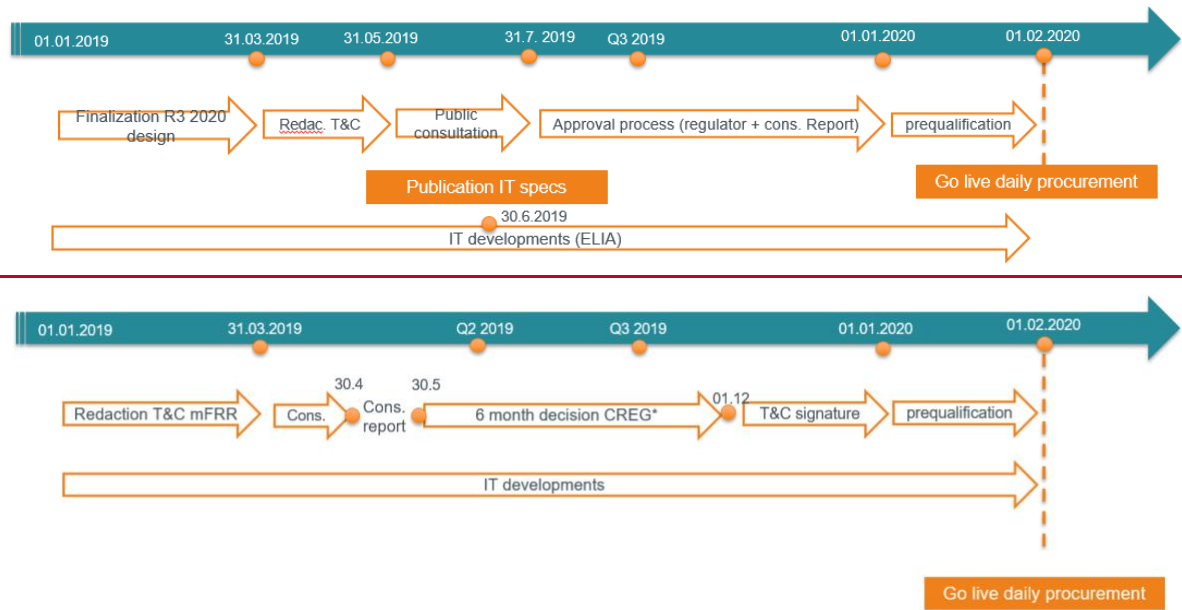 01.01.2019
31.03.2019
31.05.2019
31.7. 2019
Q3 2019
01.01.2020
01.02.2020
Finalization R3 2020
design
Redac. T&C
Public
consultation
Approval process (regulator + cons. Report)
prequalification
Publication IT specs
Go live daily procurement
30.6.2019
IT developments (ELIA)
01.01.2019
31.03.2019
Q2 2019
Q3 2019
01.01.2020
01.02.2020
30.4
30.5
01.12
Redaction T&C mFRR
Cons.
Cons.
report
6 month decision CREG*
T&C signature
prequalification
IT developments
Go live daily procurement